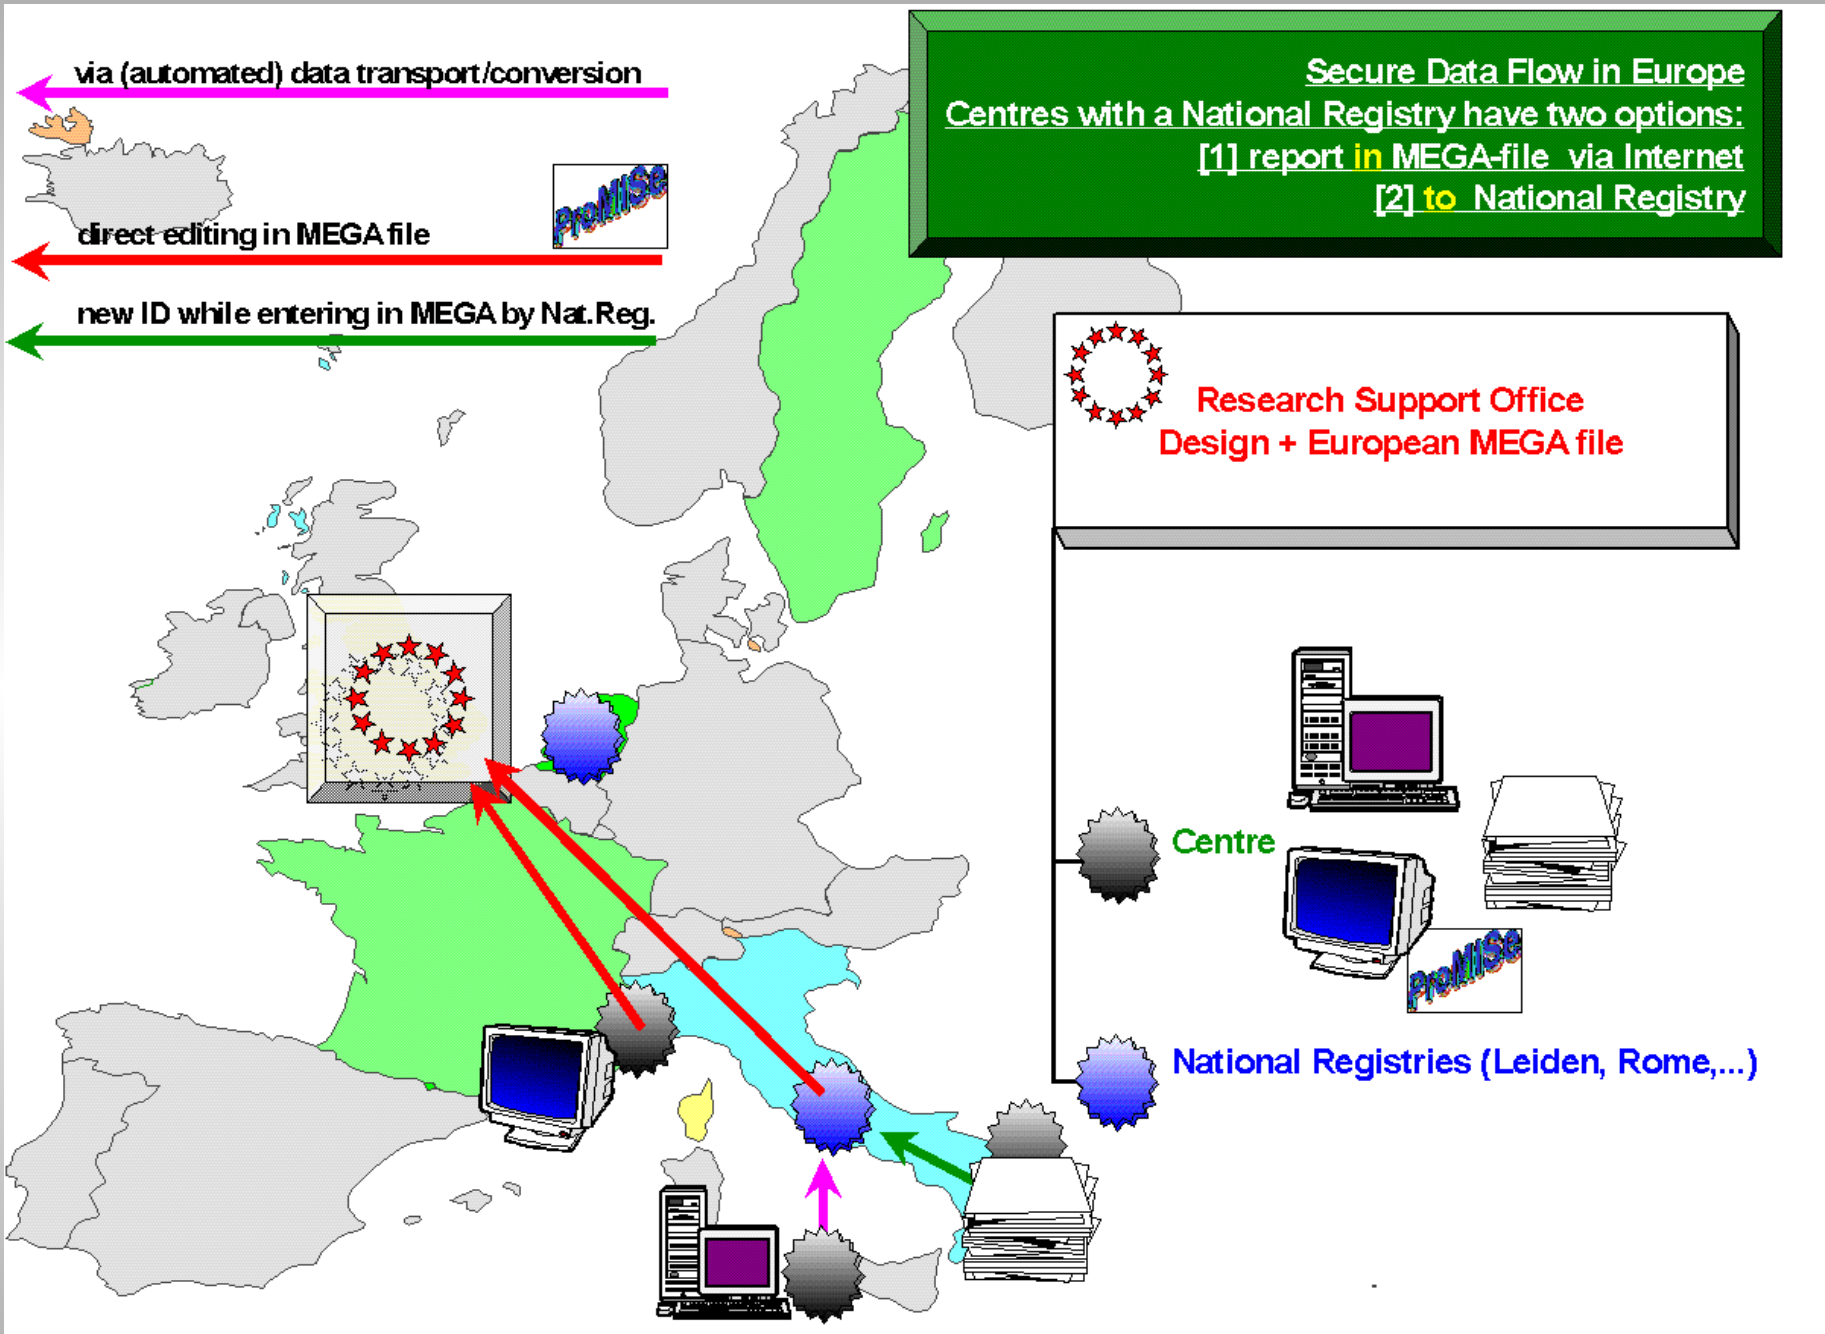 via (automated) data transport/conversion
ProMISe
direct editing in MEGA file
new ID while entering in MEGA by Nat.Reg.
Secure Data Flow in Europe
Centres with a National Registry have two options:
[1] report in MEGA-file via Internet
[2] to National Registry
Research Support Office
Design + European MEGA file
Centre
ProMISe
National Registries (Leiden, Rome,...)